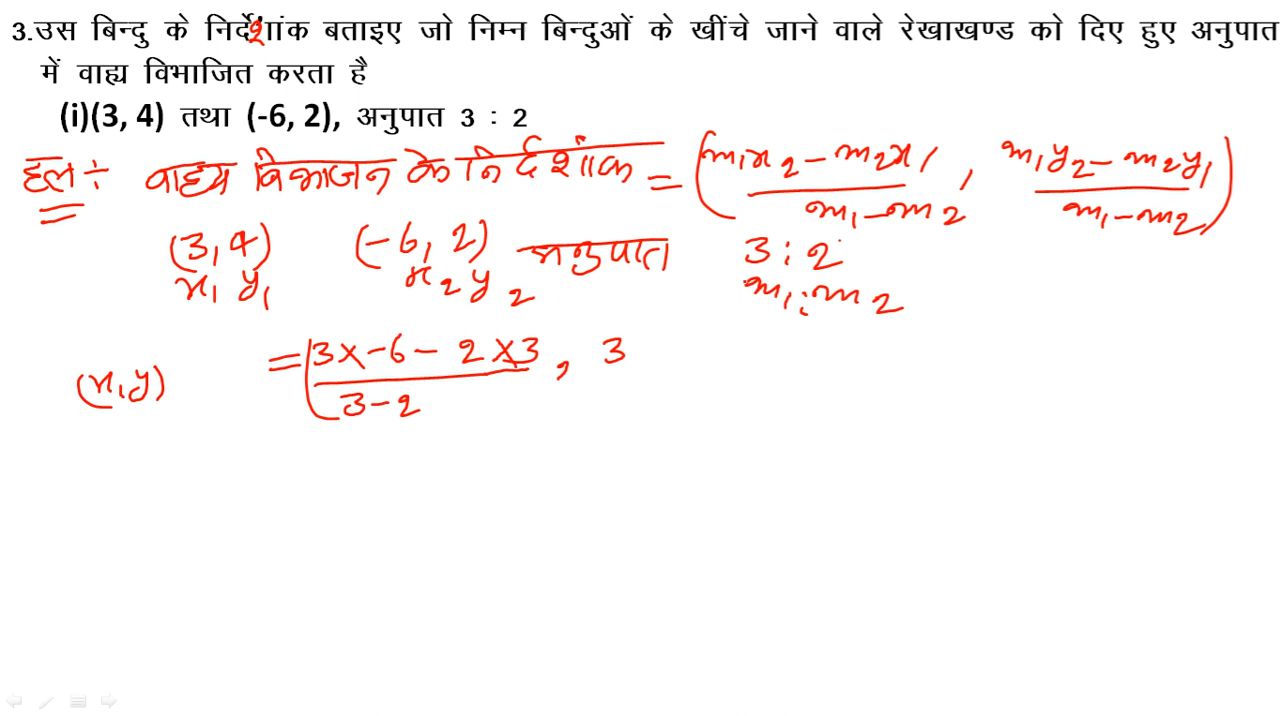 3.उस बिन्दु के निर्देशांक बताइए जो निम्न बिन्दुओं के खींचे जाने वाले रेखाखण्ड को दिए हुए अनुपात
में वाह्य विभाजित करता है
(i)(3, 4) तथा (-6, 2), अनुपात 3 : 2
हल ÷ वाह्य विभाजन के निर्देशांक = (m₁x₂ - m₂x₁ / m₁ - m₂ , m₁y₂ - m₂y₁ / m₁ - m₂)
(3, 4) (-6, 2) अनुपात 3 : 2
x₁ y₁ x₂ y₂ m₁ : m₂
(x, y) = (3 × -6 - 2 × 3 / 3 - 2 , 3